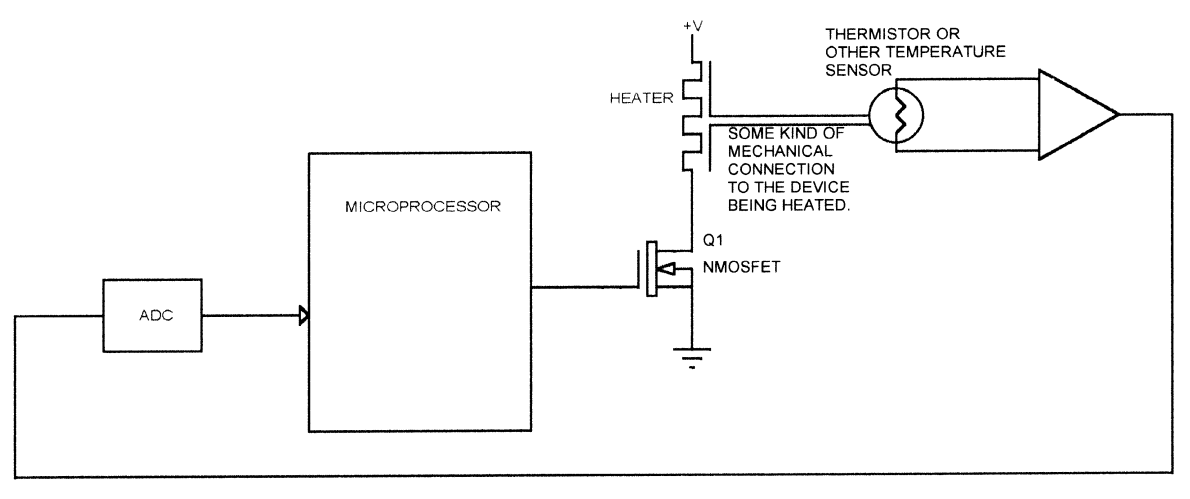 +V
THERMISTOR OR
OTHER TEMPERATURE
SENSOR
HEATER
SOME KIND OF
MECHANICAL
CONNECTION
TO THE DEVICE
BEING HEATED.
MICROPROCESSOR
Q1
NMOSFET
ADC